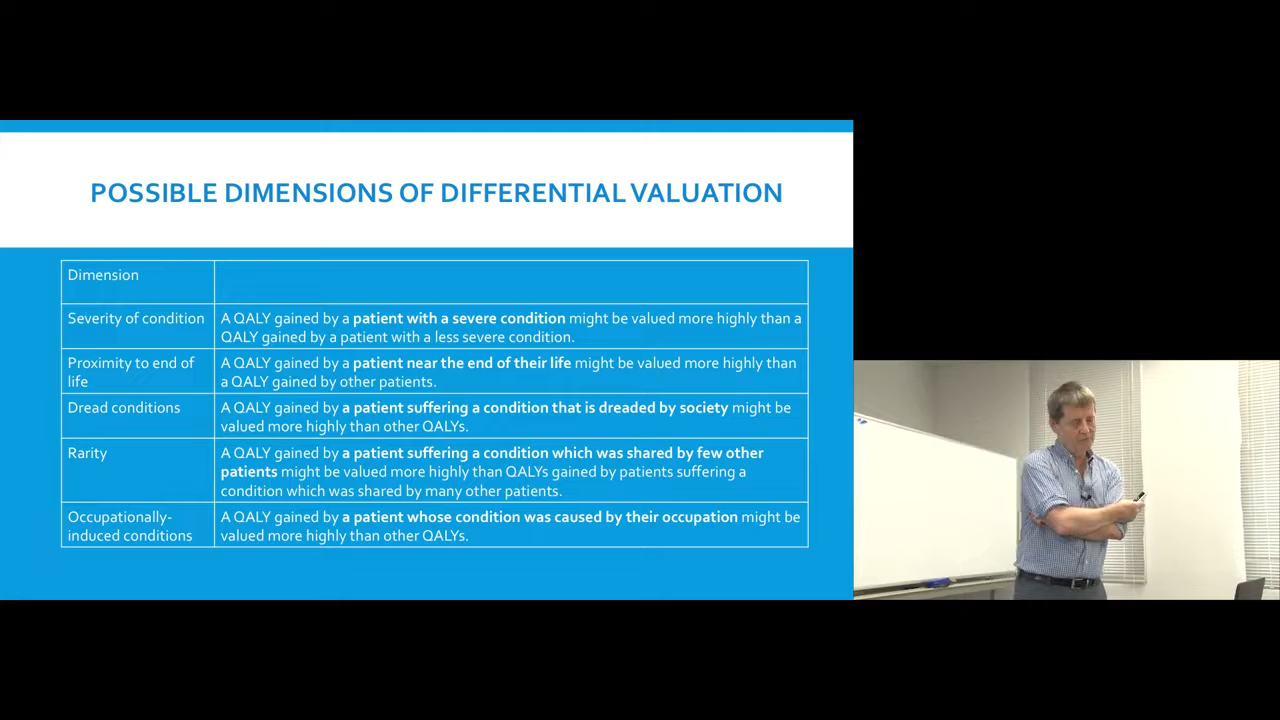 POSSIBLE DIMENSIONS OF DIFFERENTIAL VALUATION
Dimension
Severity of condition
A QALY gained by a patient with a severe condition might be valued more highly than a
QALY gained by a patient with a less severe condition.
Proximity to end of
life
A QALY gained by a patient near the end of their life might be valued more highly than
a QALY gained by other patients.
Dread conditions
A QALY gained by a patient suffering a condition that is dreaded by society might be
valued more highly than other QALYs.
Rarity
A QALY gained by a patient suffering a condition which was shared by few other
patients might be valued more highly than QALYs gained by patients suffering a
condition which was shared by many other patients.
Occupationally-
induced conditions
A QALY gained by a patient whose condition was caused by their occupation might be
valued more highly than other QALYs.